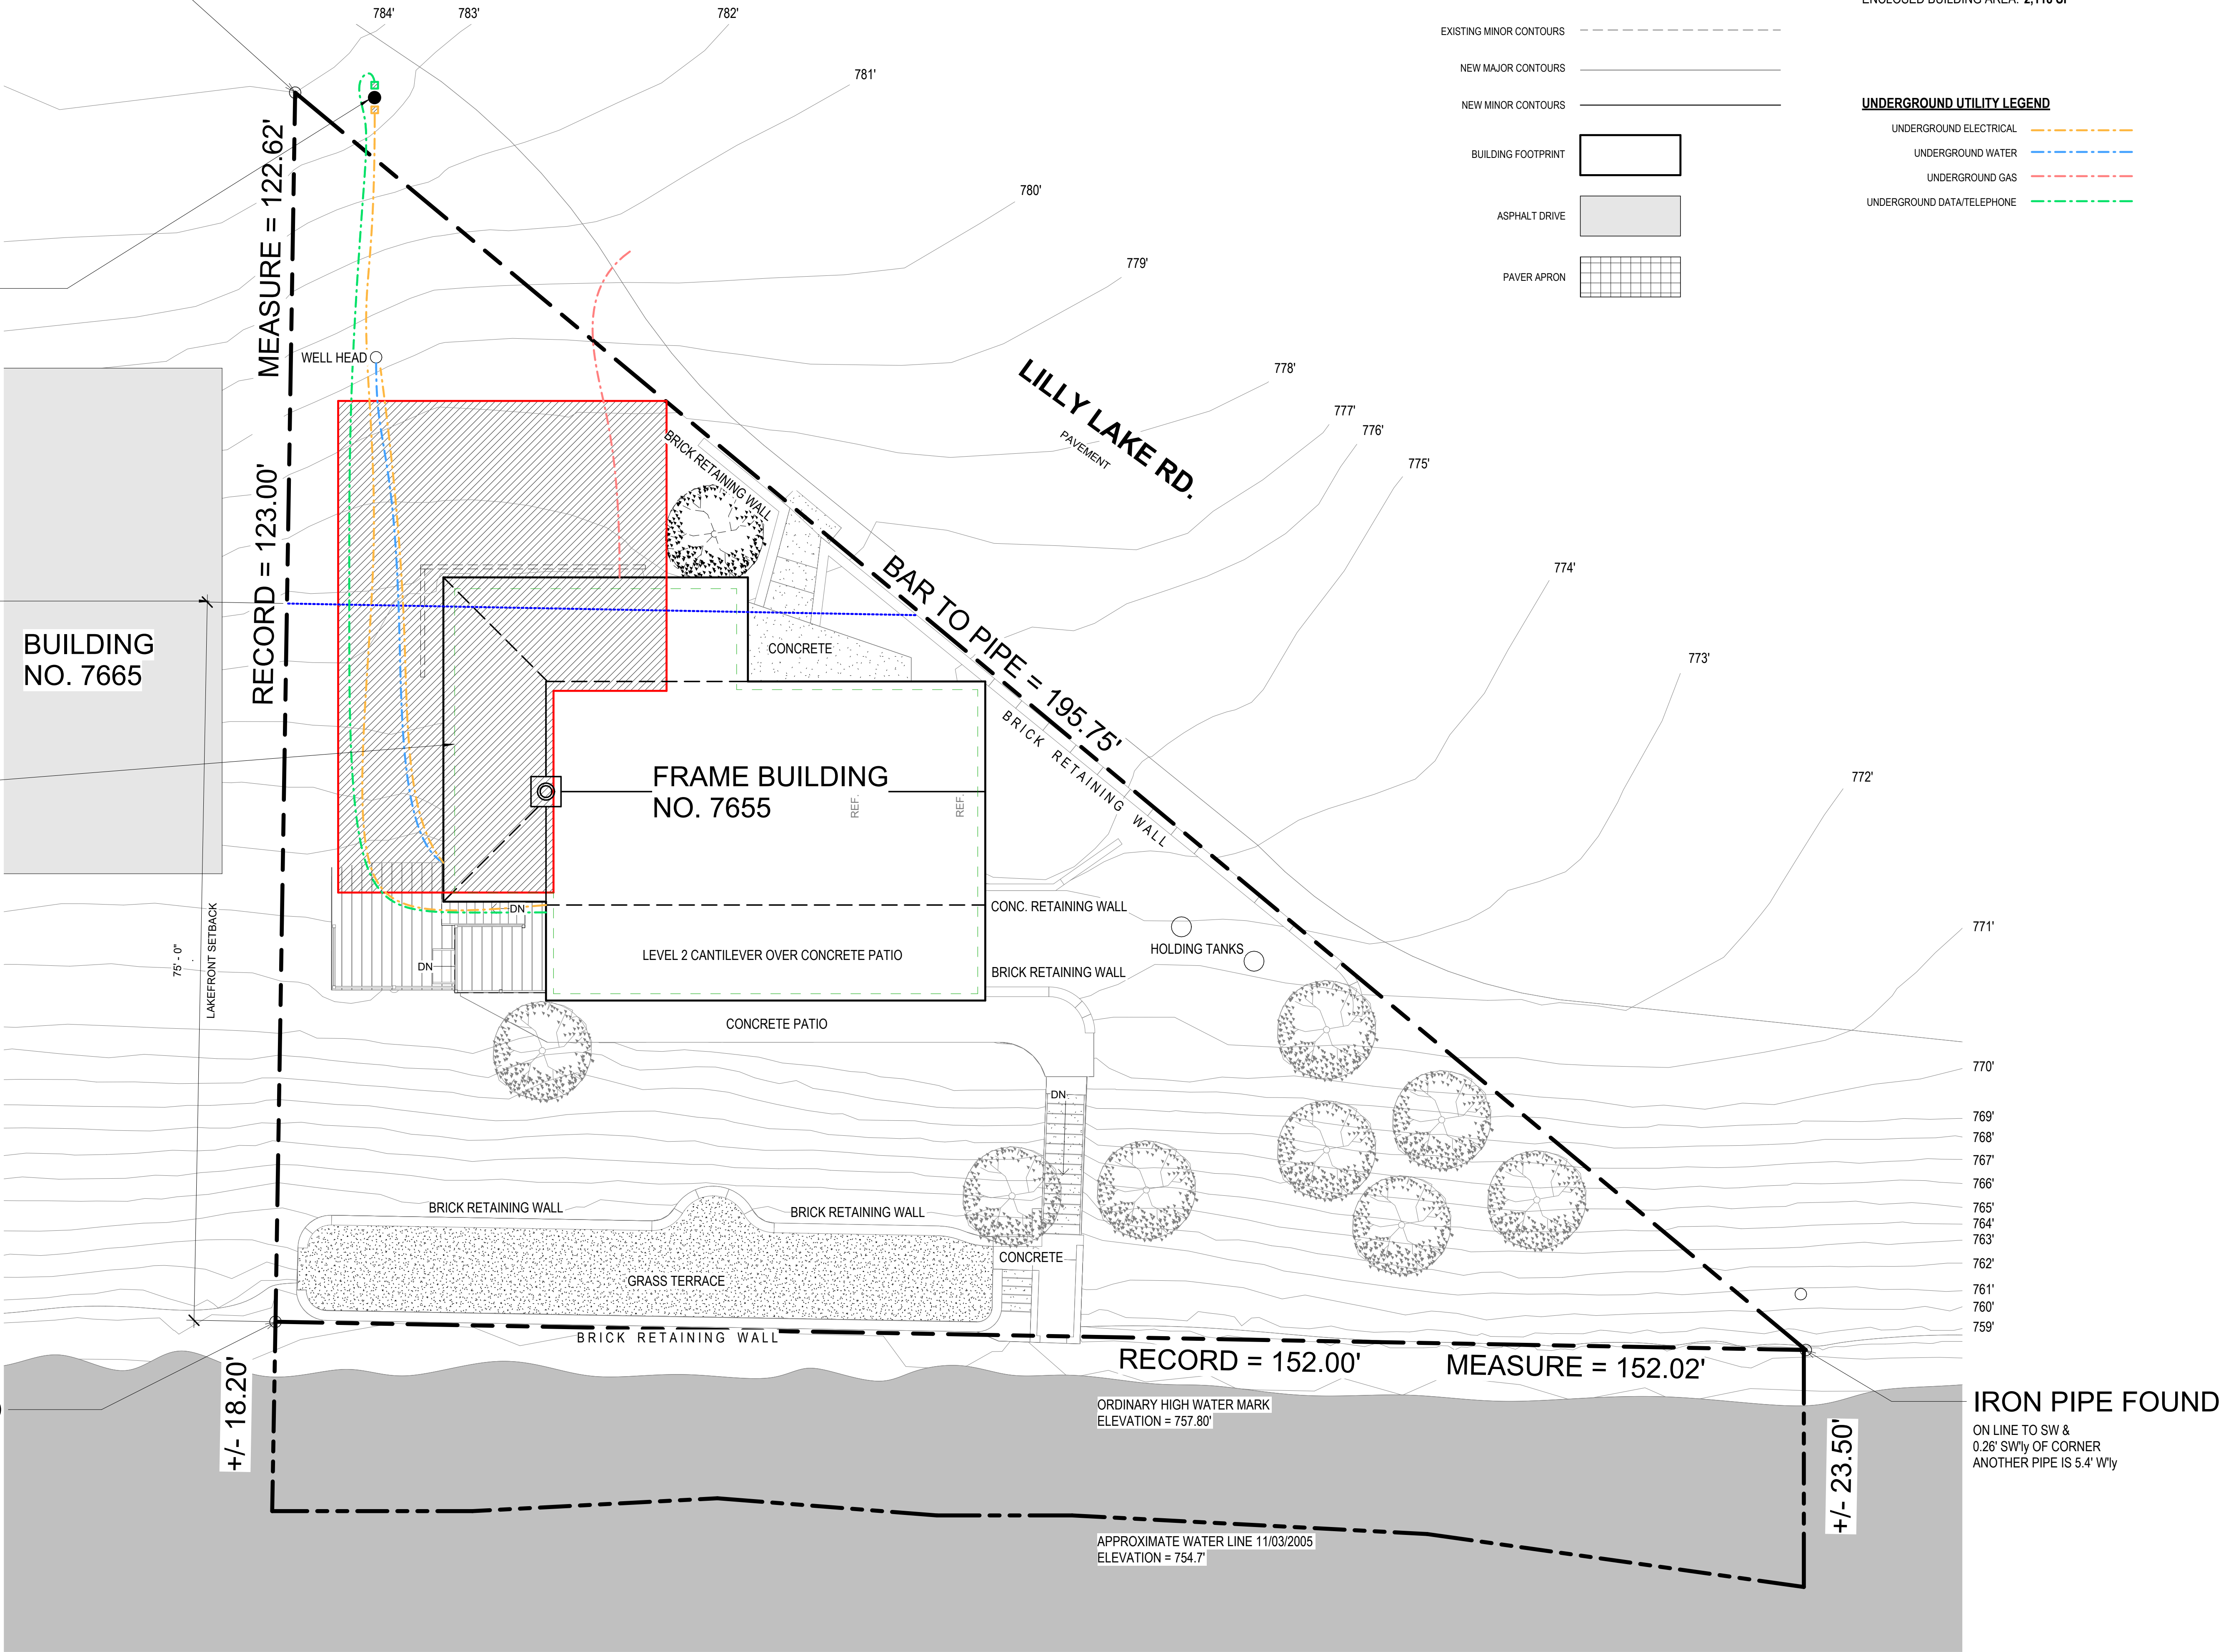 784'
783'
782'
781'
780'
779'
778'
777'
776'
775'
774'
773'
772'
771'
770'
769'
768'
767'
766'
765'
764'
763'
762'
761'
760'
759'
EXISTING MINOR CONTOURS
NEW MAJOR CONTOURS
NEW MINOR CONTOURS
BUILDING FOOTPRINT
ASPHALT DRIVE
PAVER APRON
UNDERGROUND UTILITY LEGEND
UNDERGROUND ELECTRICAL
UNDERGROUND WATER
UNDERGROUND GAS
UNDERGROUND DATA/TELEPHONE
MEASURE = 122.62'
RECORD = 123.00'
WELL HEAD
LILLY LAKE RD.
PAVEMENT
BRICK RETAINING WALL
BAR TO PIPE = 195.75'
BRICK RETAINING WALL
CONCRETE
BUILDING
NO. 7665
FRAME BUILDING
NO. 7655
REF.
REF.
75' - 0"
LAKEFRONT SETBACK
DN
DN
CONC. RETAINING WALL
HOLDING TANKS
LEVEL 2 CANTILEVER OVER CONCRETE PATIO
BRICK RETAINING WALL
CONCRETE PATIO
DN
BRICK RETAINING WALL
BRICK RETAINING WALL
CONCRETE
GRASS TERRACE
BRICK RETAINING WALL
RECORD = 152.00'
MEASURE = 152.02'
+/- 18.20'
+/- 23.50'
ORDINARY HIGH WATER MARK
ELEVATION = 757.80'
IRON PIPE FOUND
ON LINE TO SW &
0.26' SW'ly OF CORNER
ANOTHER PIPE IS 5.4' W'ly
APPROXIMATE WATER LINE 11/03/2005
ELEVATION = 754.7'